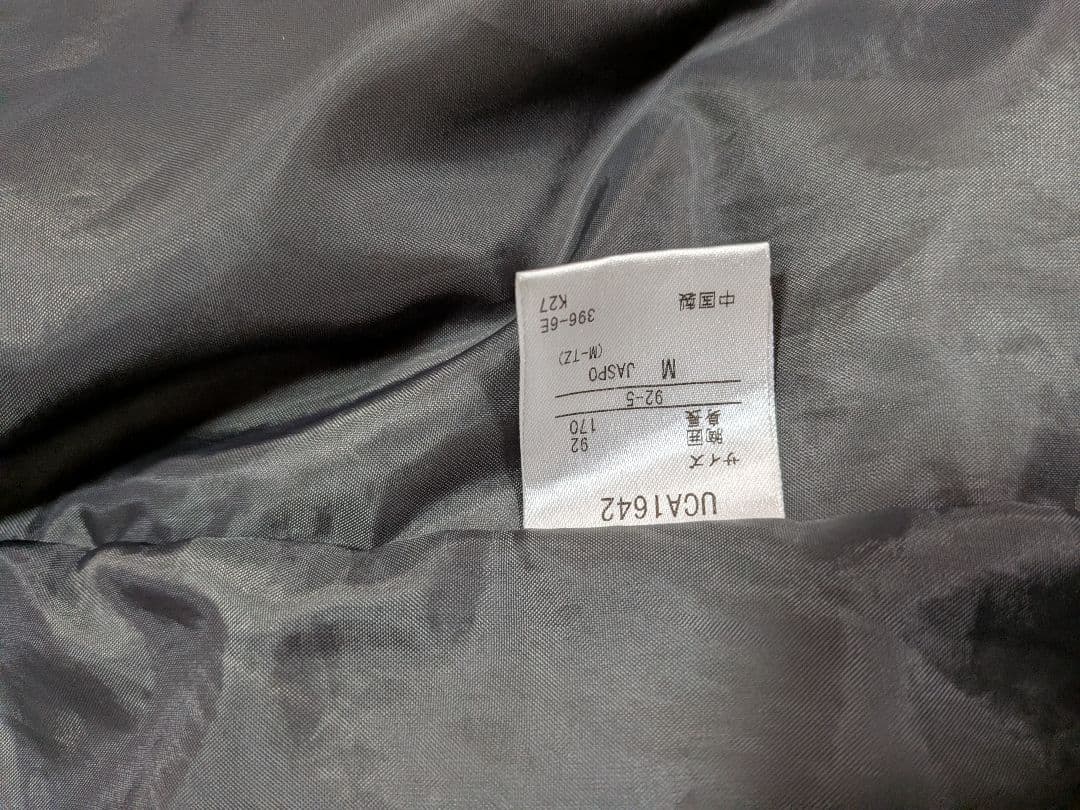 UCA1642
サイズ
胸囲 92
身長 170
92-5
M JASPO
(M-TZ)
396-6E
中国製 K27